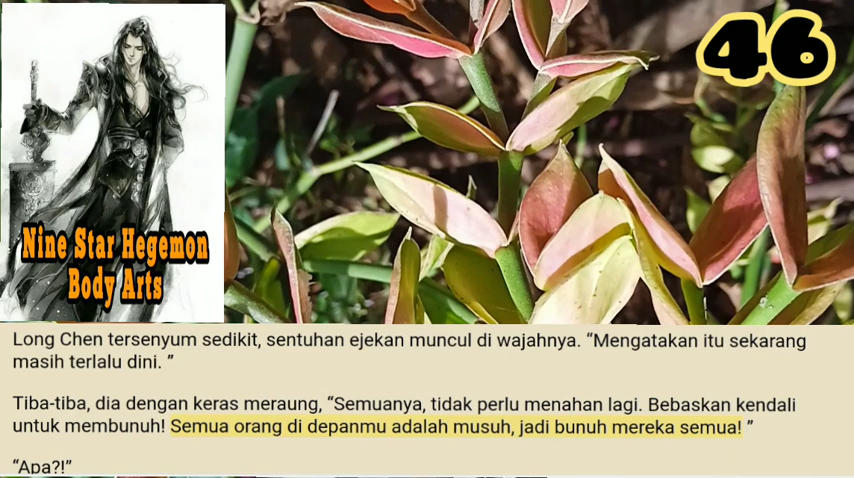 46
Nine Star Hegemon
Body Arts
Long Chen tersenyum sedikit, sentuhan ejekan muncul di wajahnya. “Mengatakan itu sekarang
masih terlalu dini. ”
Tiba-tiba, dia dengan keras meraung, “Semuanya, tidak perlu menahan lagi. Bebaskan kendali
untuk membunuh! Semua orang di depanmu adalah musuh, jadi bunuh mereka semua! ”
“Apa?!”